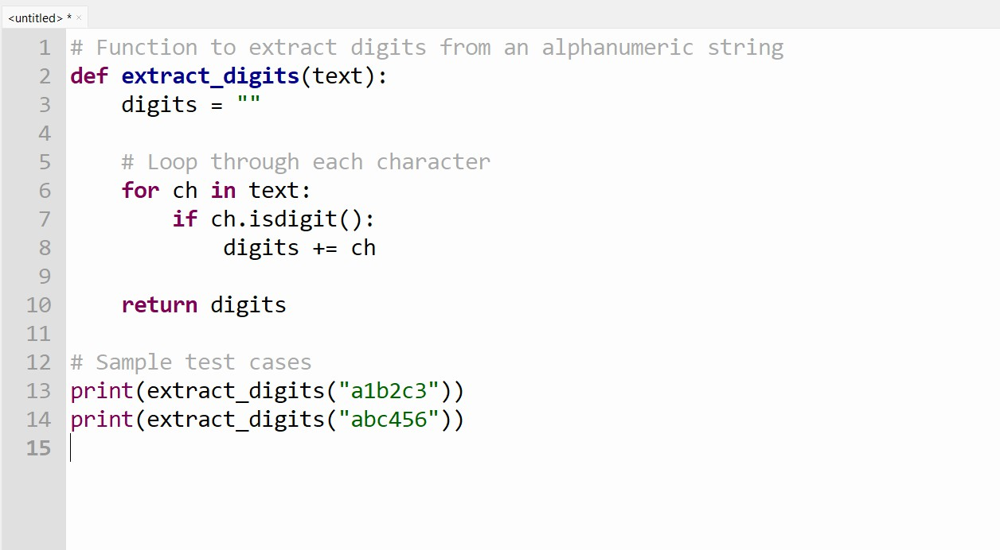 <untitled> * ×
1 # Function to extract digits from an alphanumeric string
2 def extract_digits(text):
3     digits = ""
4
5     # Loop through each character
6     for ch in text:
7         if ch.isdigit():
8             digits += ch
9
10     return digits
11
12 # Sample test cases
13 print(extract_digits("a1b2c3"))
14 print(extract_digits("abc456"))
15